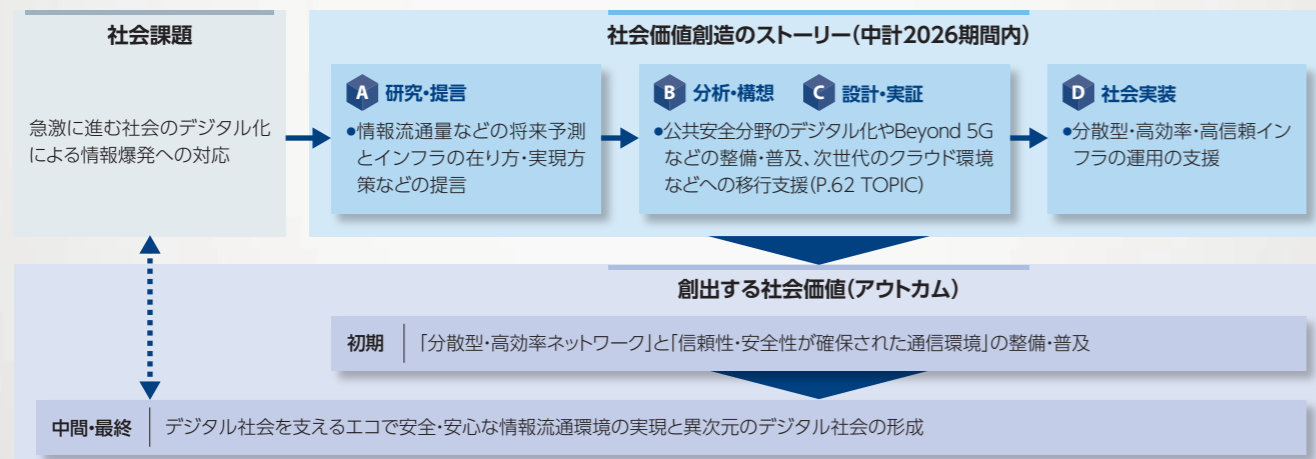 社会課題
急激に進む社会のデジタル化
による情報爆発への対応
社会価値創造のストーリー(中計2026期間内)
A 研究・提言
•情報流通量などの将来予測
とインフラの在り方・実現方
策などの提言
B 分析・構想 C 設計・実証
•公共安全分野のデジタル化やBeyond 5G
などの整備・普及、次世代のクラウド環境
などへの移行支援(P.62 TOPIC)
D 社会実装
•分散型・高効率・高信頼イン
フラの運用の支援
創出する社会価値(アウトカム)
初期 「分散型・高効率ネットワーク」と「信頼性・安全性が確保された通信環境」の整備・普及
中間・最終 デジタル社会を支えるエコで安全・安心な情報流通環境の実現と異次元のデジタル社会の形成